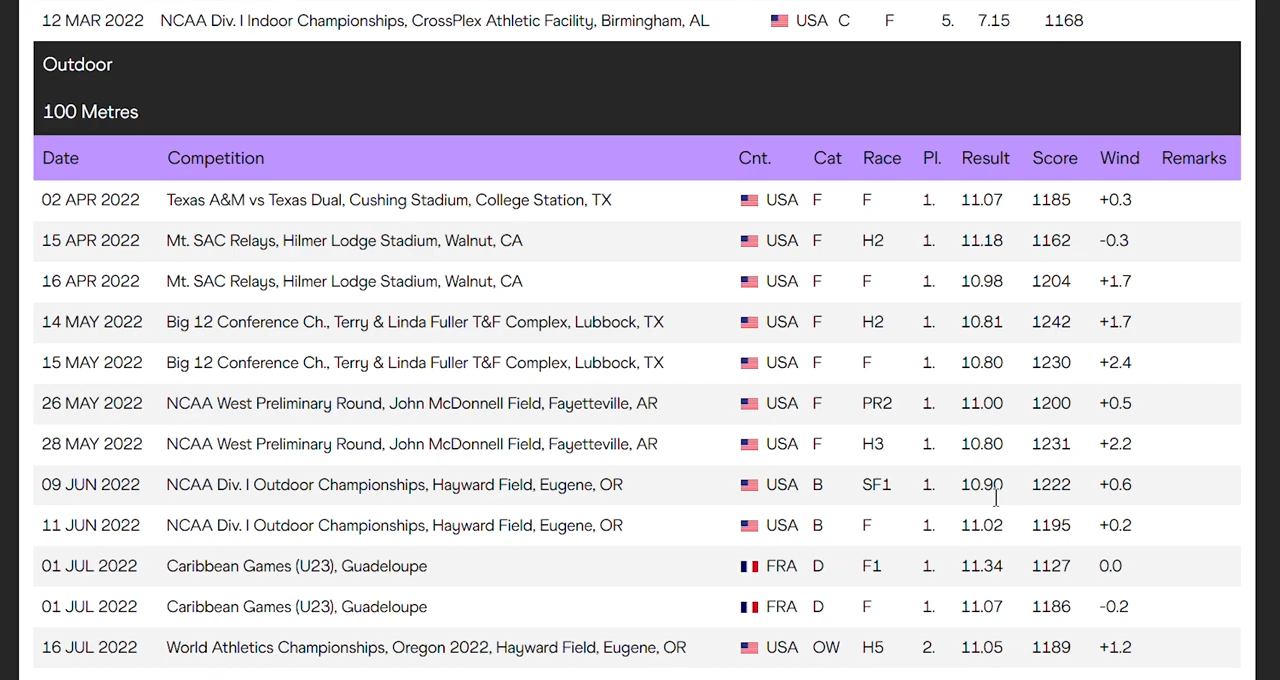 12 MAR 2022 NCAA Div. I Indoor Championships, CrossPlex Athletic Facility, Birmingham, AL USA C F 5. 7.15 1168
Outdoor
100 Metres
Date Competition Cnt. Cat Race Pl. Result Score Wind Remarks
02 APR 2022 Texas A&M vs Texas Dual, Cushing Stadium, College Station, TX USA F F 1. 11.07 1185 +0.3
15 APR 2022 Mt. SAC Relays, Hilmer Lodge Stadium, Walnut, CA USA F H2 1. 11.18 1162 -0.3
16 APR 2022 Mt. SAC Relays, Hilmer Lodge Stadium, Walnut, CA USA F F 1. 10.98 1204 +1.7
14 MAY 2022 Big 12 Conference Ch., Terry & Linda Fuller T&F Complex, Lubbock, TX USA F H2 1. 10.81 1242 +1.7
15 MAY 2022 Big 12 Conference Ch., Terry & Linda Fuller T&F Complex, Lubbock, TX USA F F 1. 10.80 1230 +2.4
26 MAY 2022 NCAA West Preliminary Round, John McDonnell Field, Fayetteville, AR USA F PR2 1. 11.00 1200 +0.5
28 MAY 2022 NCAA West Preliminary Round, John McDonnell Field, Fayetteville, AR USA F H3 1. 10.80 1231 +2.2
09 JUN 2022 NCAA Div. I Outdoor Championships, Hayward Field, Eugene, OR USA B SF1 1. 10.90 1222 +0.6
11 JUN 2022 NCAA Div. I Outdoor Championships, Hayward Field, Eugene, OR USA B F 1. 11.02 1195 +0.2
01 JUL 2022 Caribbean Games (U23), Guadeloupe FRA D F1 1. 11.34 1127 0.0
01 JUL 2022 Caribbean Games (U23), Guadeloupe FRA D F 1. 11.07 1186 -0.2
16 JUL 2022 World Athletics Championships, Oregon 2022, Hayward Field, Eugene, OR USA OW H5 2. 11.05 1189 +1.2